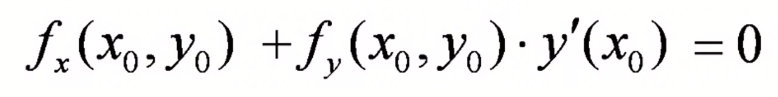 f_x(x_0, y_0) + f_y(x_0, y_0) · y′(x_0) = 0